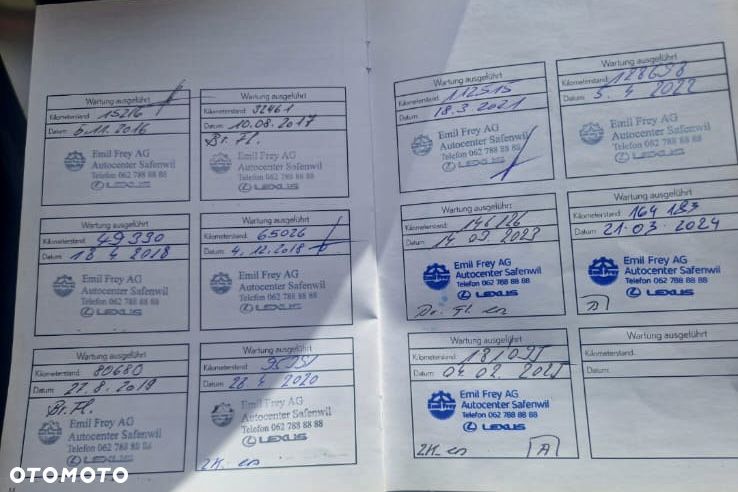 Wartung ausgeführt
Kilometerstand: 15216
Datum: 6.11.2016
Emil Frey AG
Autocenter Safenwil
Telefon 062 788 88 88
LEXUS
Wartung ausgeführt
Kilometerstand: 32461
Datum: 10.08.2017
Br. Fl.
Emil Frey AG
Autocenter Safenwil
Telefon 062 788 88 88
LEXUS
Wartung ausgeführt
Kilometerstand: 49390
Datum: 18 4 2018
Emil Frey AG
Autocenter Safenwil
Telefon 062 788 88 88
LEXUS
Wartung ausgeführt
Kilometerstand: 65026
Datum: 4.12.2018
Emil Frey AG
Autocenter Safenwil
Telefon 062 788 88 88
LEXUS
Wartung ausgeführt
Kilometerstand: 80680
Datum: 27.8.2019
Br. Fl.
Emil Frey AG
Autocenter Safenwil
Telefon 062 788 88 88
LEXUS
Wartung ausgeführt
Kilometerstand:
Datum: 28 4 2020
Emil Frey AG
Autocenter Safenwil
Telefon 062 788 88 88
LEXUS
Wartung ausgeführt
Kilometerstand: 112515
Datum: 18.3.2021
Emil Frey AG
Autocenter Safenwil
Telefon 062 788 88 88
LEXUS
Wartung ausgeführt
Kilometerstand: 128698
Datum: 5. 4 2022
Emil Frey AG
Autocenter Safenwil
Telefon 062 788 88 88
LEXUS
Wartung ausgeführt
Kilometerstand: 146126
Datum: 2023
Emil Frey AG
Autocenter Safenwil
Telefon 062 788 88 88
LEXUS
Wartung ausgeführt
Kilometerstand: 164 193
Datum: 21.03.2024
Emil Frey AG
Autocenter Safenwil
Telefon 062 788 88 88
LEXUS
Wartung ausgeführt
Kilometerstand:
Datum: 04 02. 2025
Emil Frey AG
Autocenter Safenwil
Telefon 062 788 88 88
LEXUS
A
Wartung ausgeführt
Kilometerstand:
Datum:
OTOMOTO